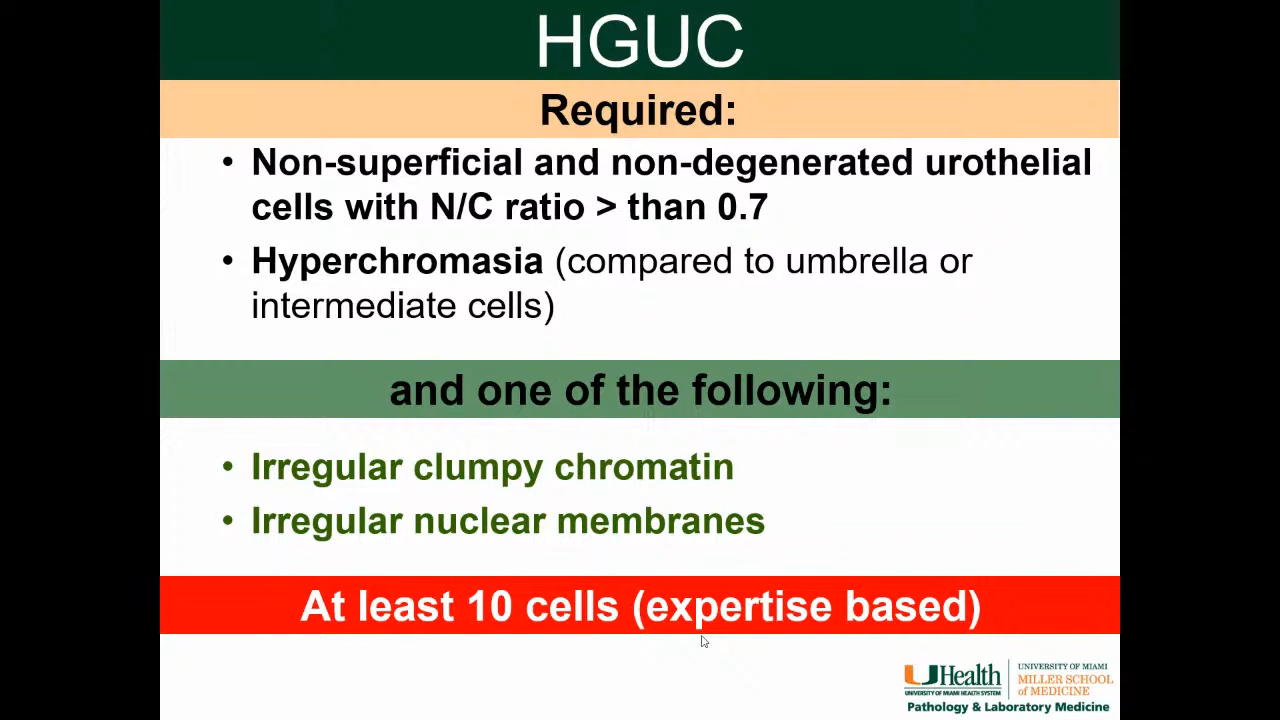 HGUC
Required:
• Non-superficial and non-degenerated urothelial
cells with N/C ratio > than 0.7
• Hyperchromasia (compared to umbrella or
intermediate cells)
and one of the following:
• Irregular clumpy chromatin
• Irregular nuclear membranes
At least 10 cells (expertise based)
UHealth
UNIVERSITY OF MIAMI HEALTH SYSTEM
UNIVERSITY OF MIAMI
MILLER SCHOOL
of MEDICINE
Pathology & Laboratory Medicine